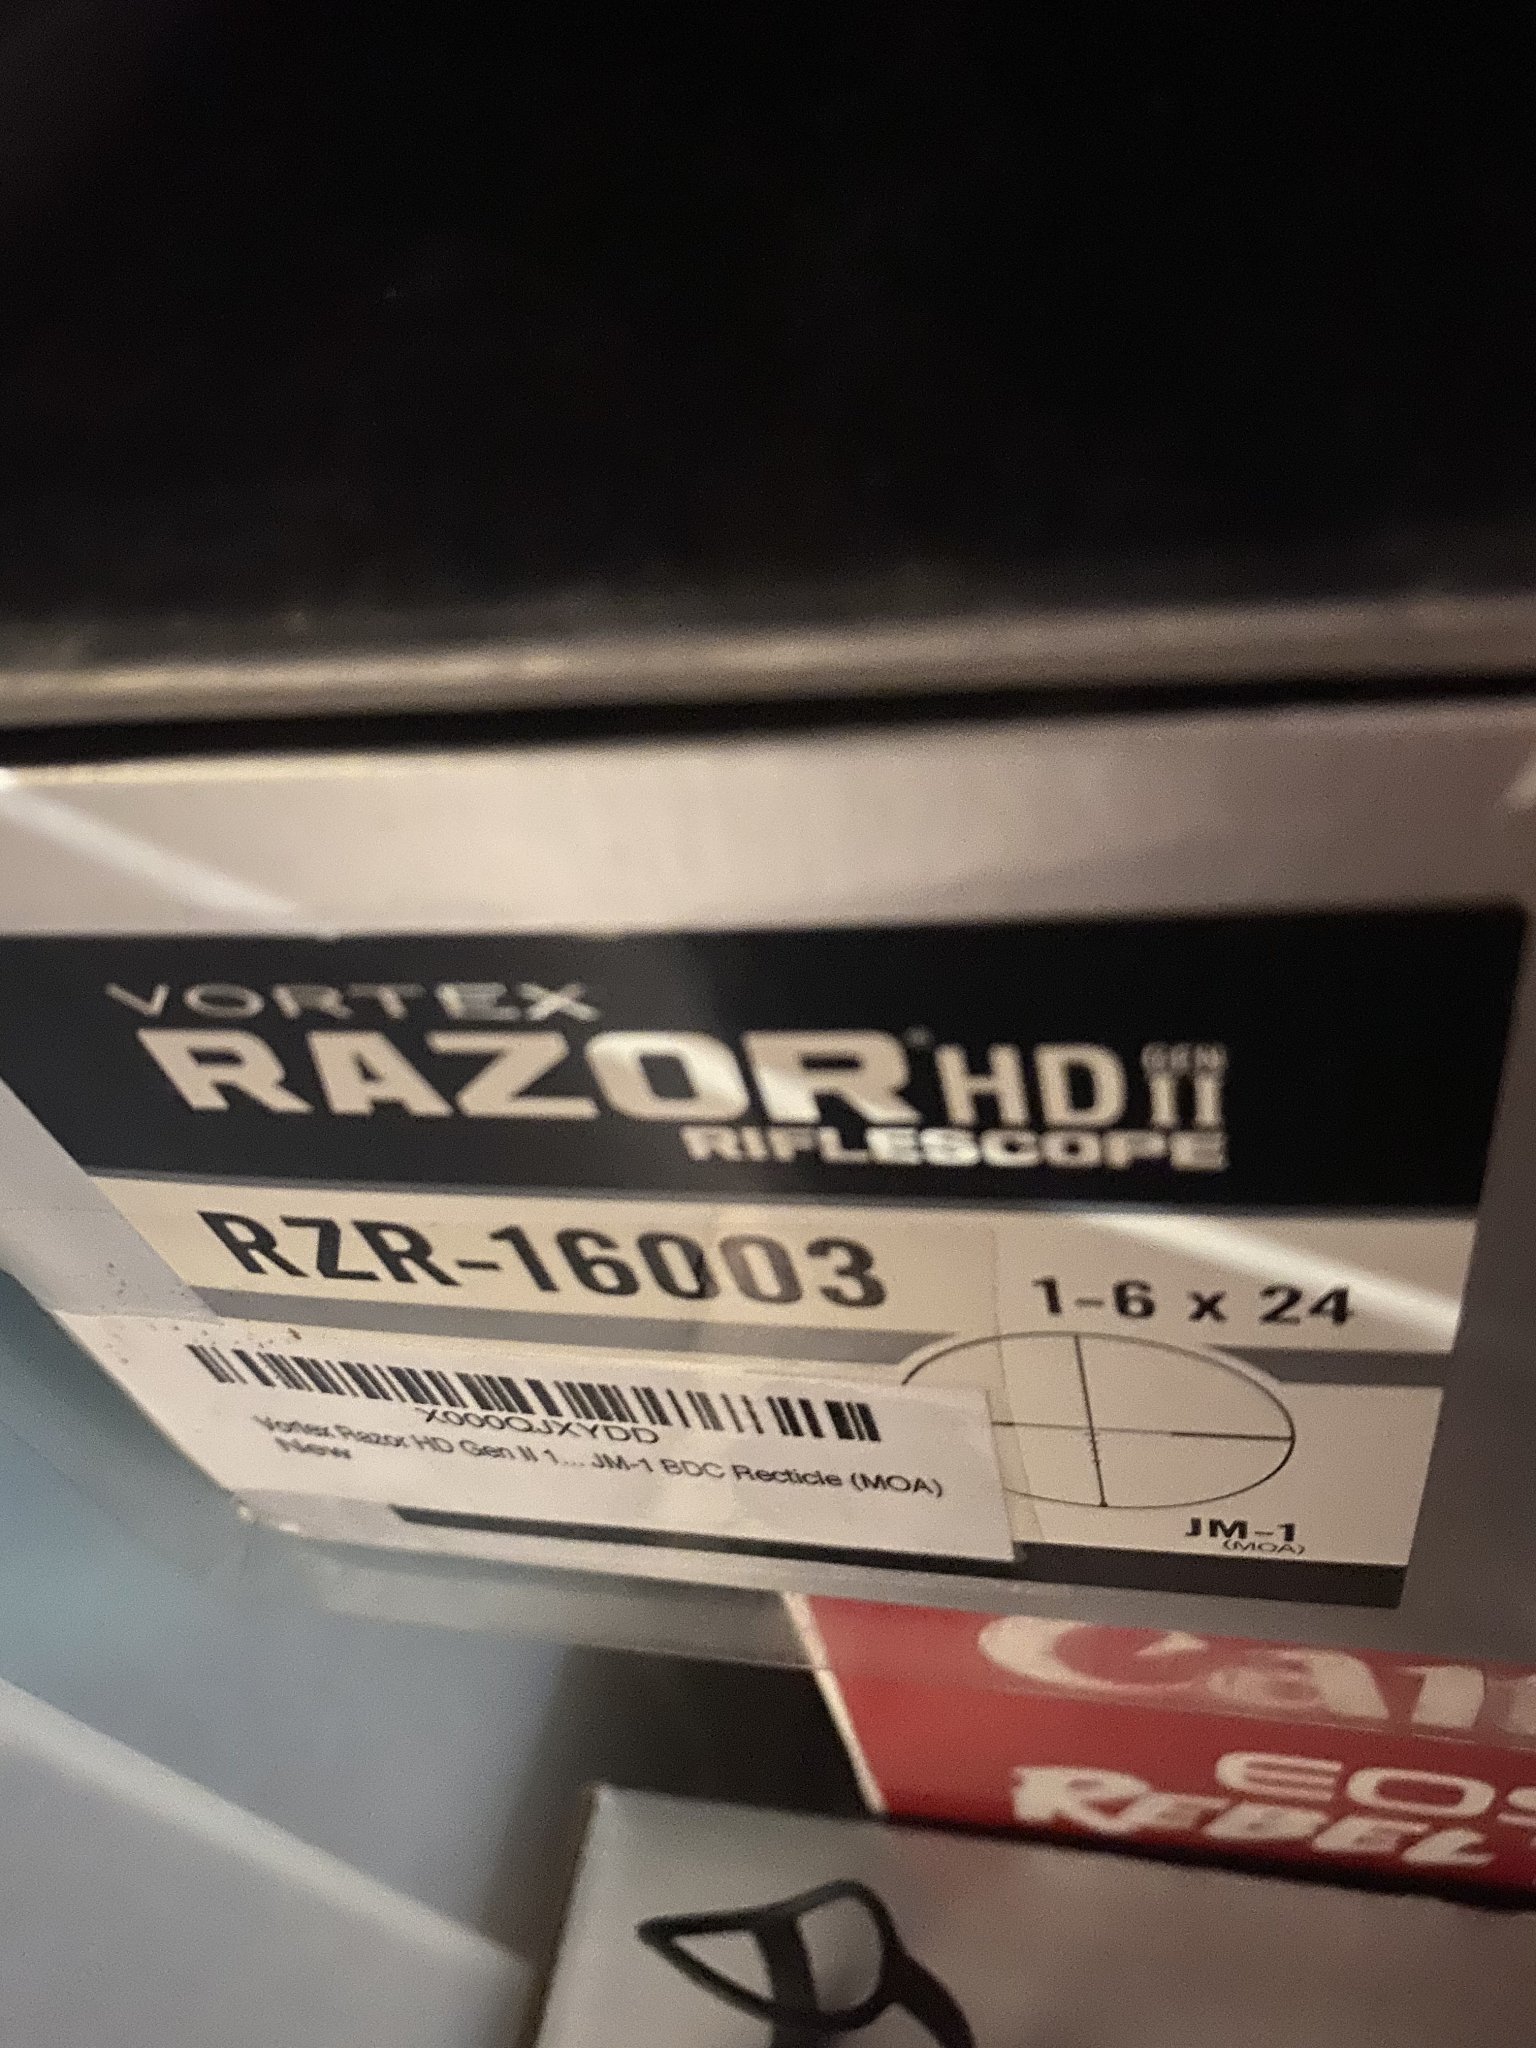 VORTEX
RAZOR HD GEN II
RIFLESCOPE
RZR-16003
1-6 x 24
X000QJXYDD
Vortex Razor HD Gen II 1... JM-1 BDC Recticle (MOA)
New
JM-1
(MOA)
Can
EOS
REBEL